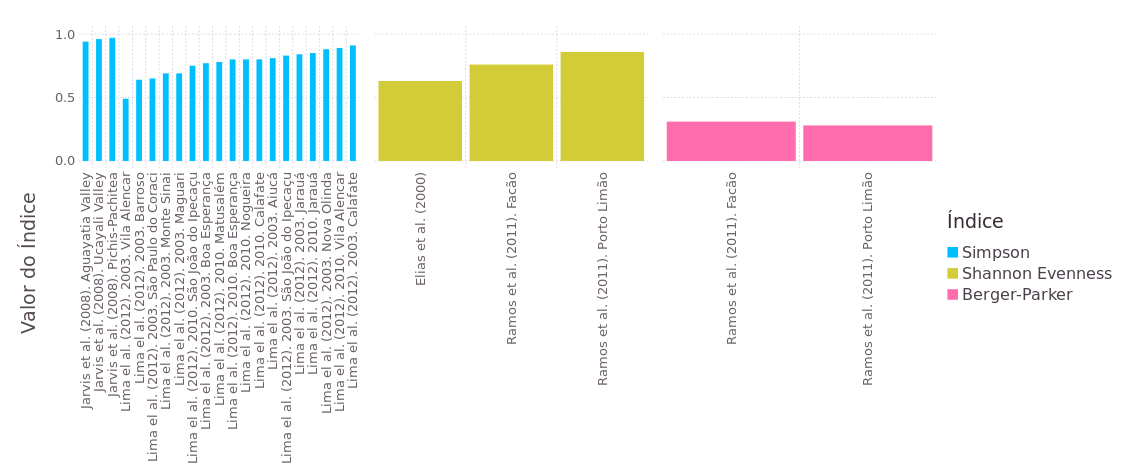 1.0
0.5
0.0
Valor do Índice
Jarvis et al. (2008). Aguayatia Valley
Jarvis et al. (2008). Ucayali Valley
Jarvis et al. (2008). Pichis-Pachitea
Lima el al. (2012). 2003. Vila Alencar
Lima el al. (2012). 2003. Barroso
Lima el al. (2012). 2003. São Paulo do Coraci
Lima el al. (2012). 2003. Monte Sinai
Lima el al. (2012). 2003. Maguari
Lima el al. (2012). 2010. São João do Ipecaçu
Lima el al. (2012). 2003. Boa Esperança
Lima el al. (2012). 2010. Matusalém
Lima el al. (2012). 2010. Boa Esperança
Lima el al. (2012). 2010. Nogueira
Lima el al. (2012). 2010. Calafate
Lima el al. (2012). 2003. Aiucá
Lima el al. (2012). 2003. São João do Ipecaçu
Lima el al. (2012). 2003. Jarauá
Lima el al. (2012). 2010. Jarauá
Lima el al. (2012). 2003. Nova Olinda
Lima el al. (2012). 2010. Vila Alencar
Lima el al. (2012). 2003. Calafate
Elias et al. (2000)
Ramos et al. (2011). Facão
Ramos et al. (2011). Porto Limão
Ramos et al. (2011). Facão
Ramos et al. (2011). Porto Limão
Índice
Simpson
Shannon Evenness
Berger-Parker